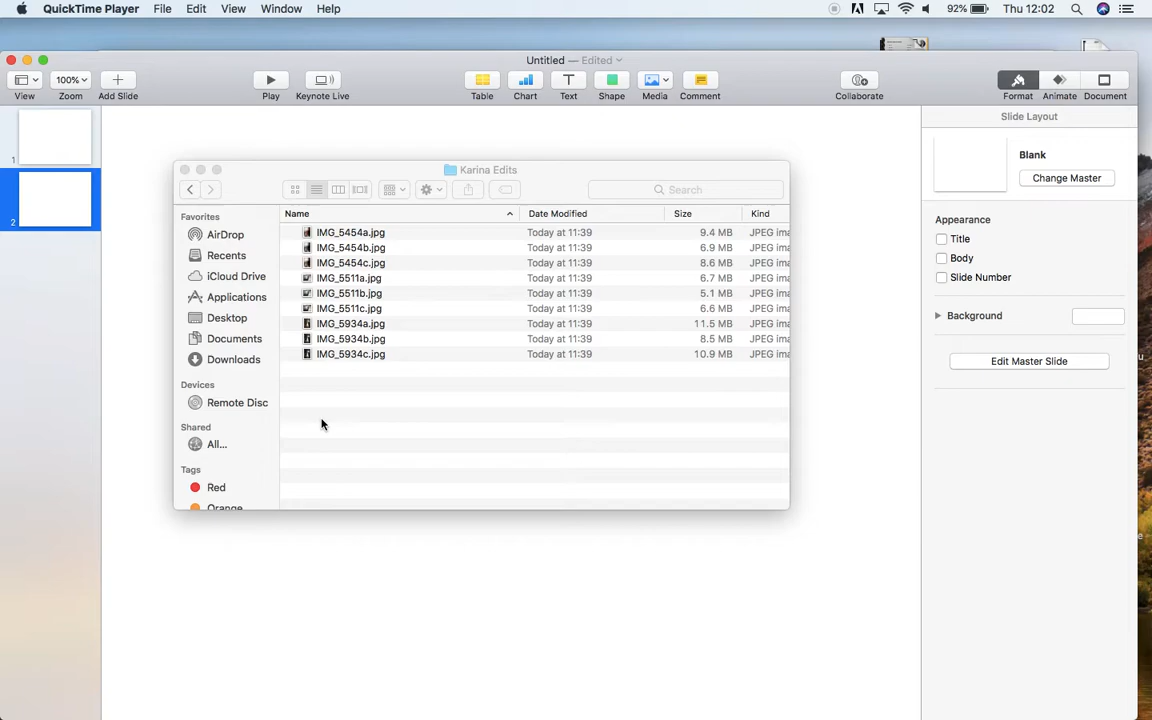 QuickTime Player File Edit View Window Help 92% Thu 12:02
Untitled — Edited
100%
View Zoom Add Slide Play Keynote Live Table Chart Text Shape Media Comment Collaborate Format Animate Document
Slide Layout
1
2
Blank
Change Master
Appearance
Title
Body
Slide Number
Background
Edit Master Slide
Karina Edits
Search
Favorites
AirDrop
Recents
iCloud Drive
Applications
Desktop
Documents
Downloads
Devices
Remote Disc
Shared
All...
Tags
Red
Orange
Name Date Modified Size Kind
IMG_5454a.jpg Today at 11:39 9.4 MB JPEG ima
IMG_5454b.jpg Today at 11:39 6.9 MB JPEG ima
IMG_5454c.jpg Today at 11:39 8.6 MB JPEG ima
IMG_5511a.jpg Today at 11:39 6.7 MB JPEG ima
IMG_5511b.jpg Today at 11:39 5.1 MB JPEG ima
IMG_5511c.jpg Today at 11:39 6.6 MB JPEG ima
IMG_5934a.jpg Today at 11:39 11.5 MB JPEG ima
IMG_5934b.jpg Today at 11:39 8.5 MB JPEG ima
IMG_5934c.jpg Today at 11:39 10.9 MB JPEG ima